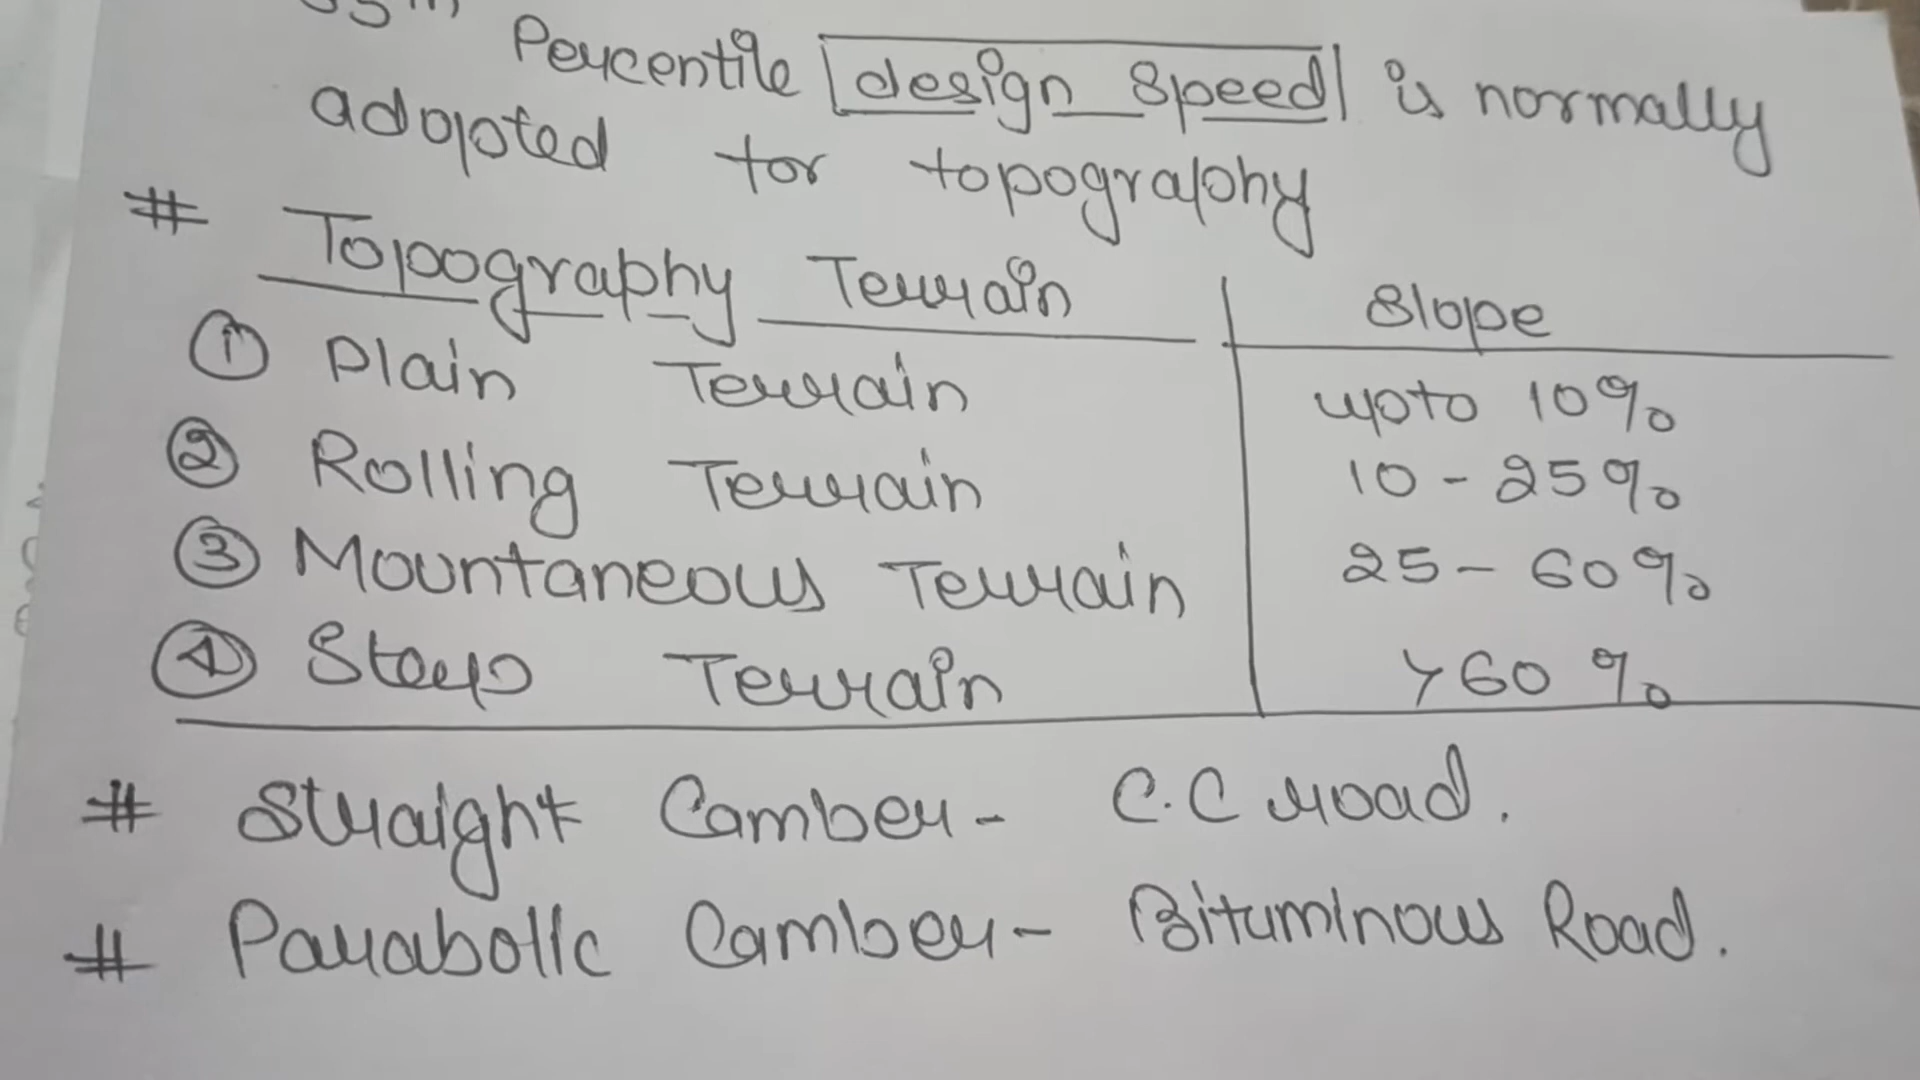 Percentile design speed is normally
adopted for topography
# Topography Terrain | Slope
① Plain Terrain | upto 10%
② Rolling Terrain | 10 - 25%
③ Mountaneous Terrain | 25 - 60%
④ Steep Terrain | >60%
# Straight Camber - C.C road.
# Parabolic Camber - Bituminous Road.